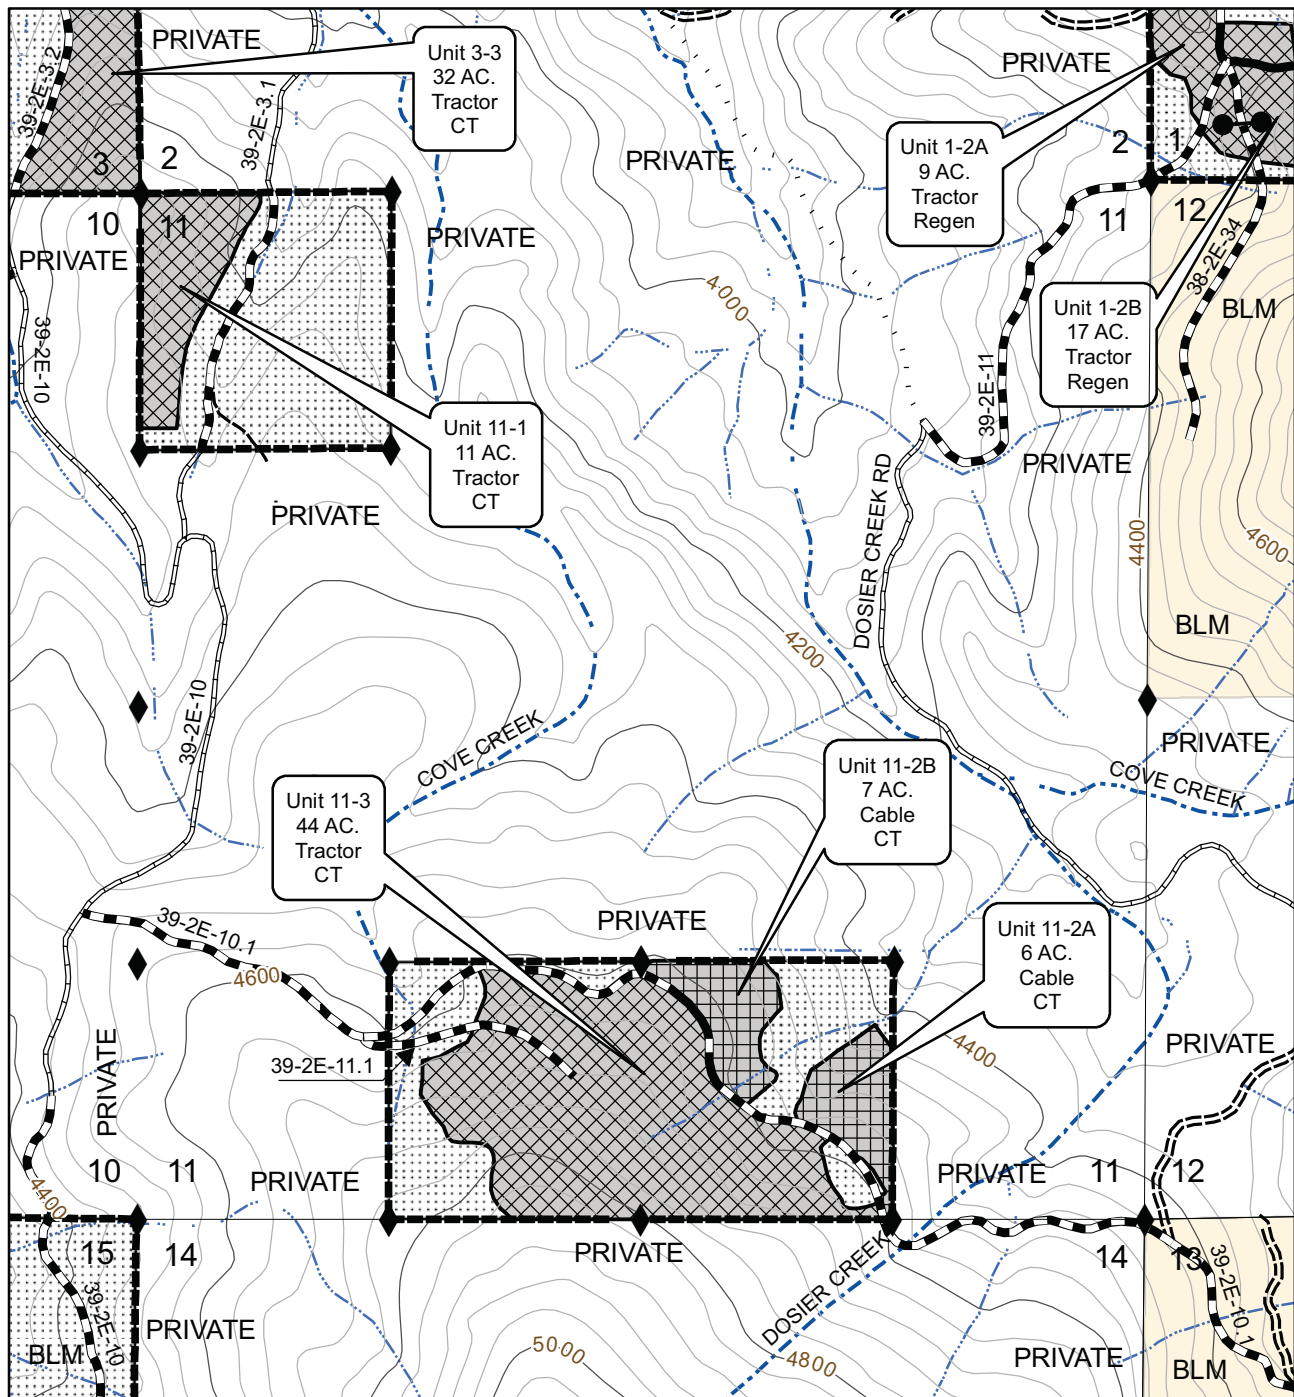 PRIVATE
Unit 3-3
32 AC.
Tractor
CT
39-2E-3.2
39-2E-3.1
3
2
PRIVATE
PRIVATE
Unit 1-2A
9 AC.
Tractor
Regen
2
1
10
11
PRIVATE
PRIVATE
11
12
38-2E-34
BLM
Unit 1-2B
17 AC.
Tractor
Regen
4000
39-2E-10
39-2E-11
Unit 11-1
11 AC.
Tractor
CT
PRIVATE
PRIVATE
DOSIER CREEK RD
4400
4600
4200
BLM
39-2E-10
COVE CREEK
PRIVATE
COVE CREEK
Unit 11-2B
7 AC.
Cable
CT
Unit 11-3
44 AC.
Tractor
CT
PRIVATE
Unit 11-2A
6 AC.
Cable
CT
39-2E-10.1
4600
39-2E-11.1
4400
PRIVATE
PRIVATE
10
11
PRIVATE
PRIVATE
11
12
4400
15
14
PRIVATE
DOSIER CREEK
14
13
39-2E-10
39-2E-10.1
PRIVATE
BLM
5000
4800
PRIVATE
BLM